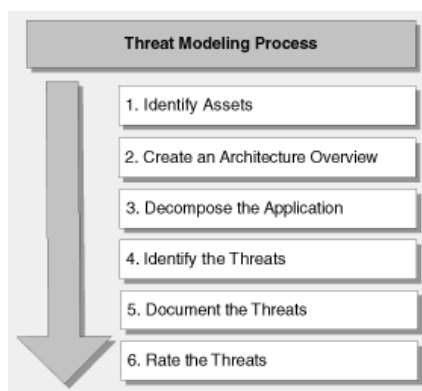 Threat Modeling Process
1. Identify Assets
2. Create an Architecture Overview
3. Decompose the Application
4. Identify the Threats
5. Document the Threats
6. Rate the Threats